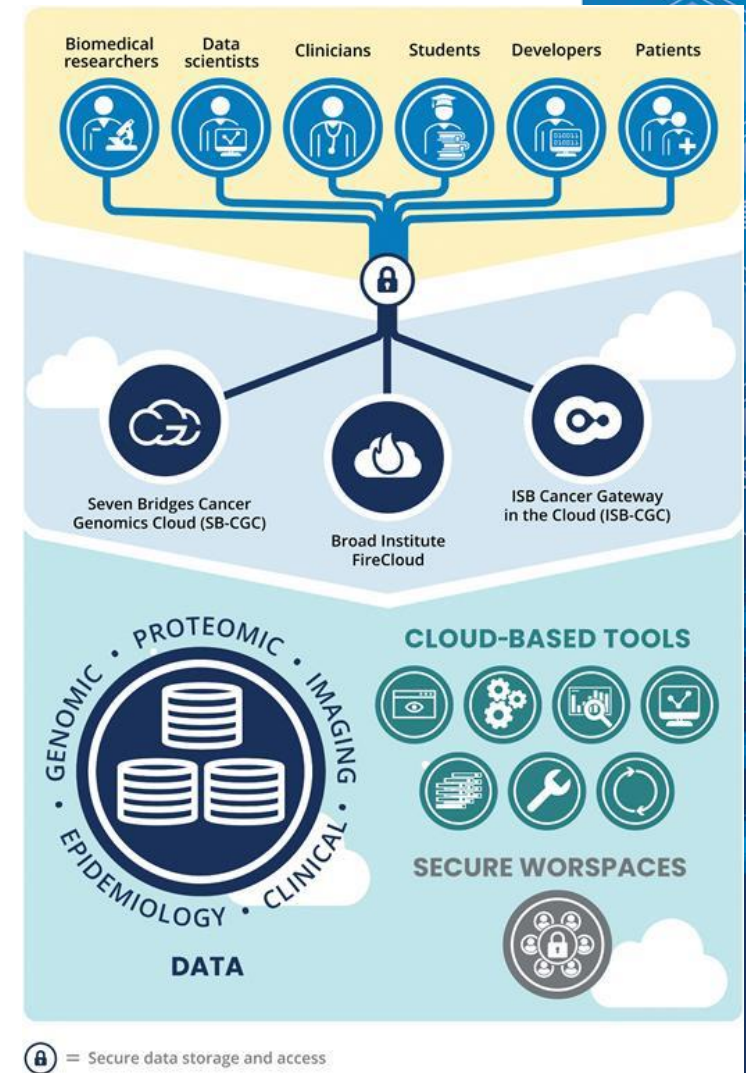 Biomedical
researchers
Data
scientists
Clinicians
Students
Developers
Patients
010011
010011
Seven Bridges Cancer
Genomics Cloud (SB-CGC)
Broad Institute
FireCloud
ISB Cancer Gateway
in the Cloud (ISB-CGC)
GENOMIC • PROTEOMIC • IMAGING • CLINICAL • EPIDEMIOLOGY •
DATA
CLOUD-BASED TOOLS
SECURE WORSPACES
= Secure data storage and access